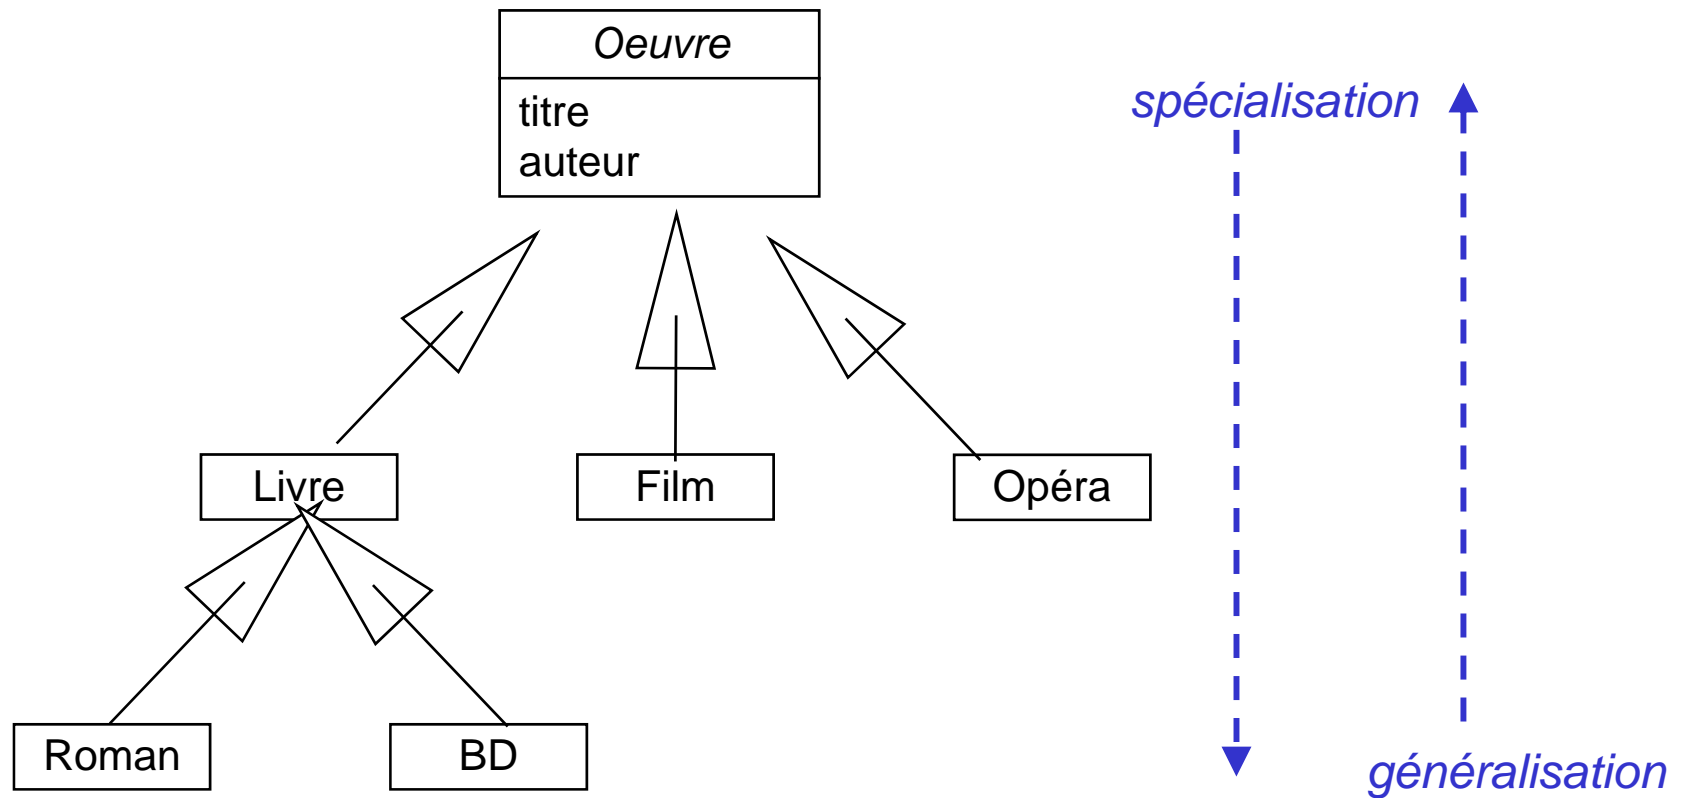 Oeuvre
titre
auteur
spécialisation
Livre
Film
Opéra
Roman
BD
généralisation